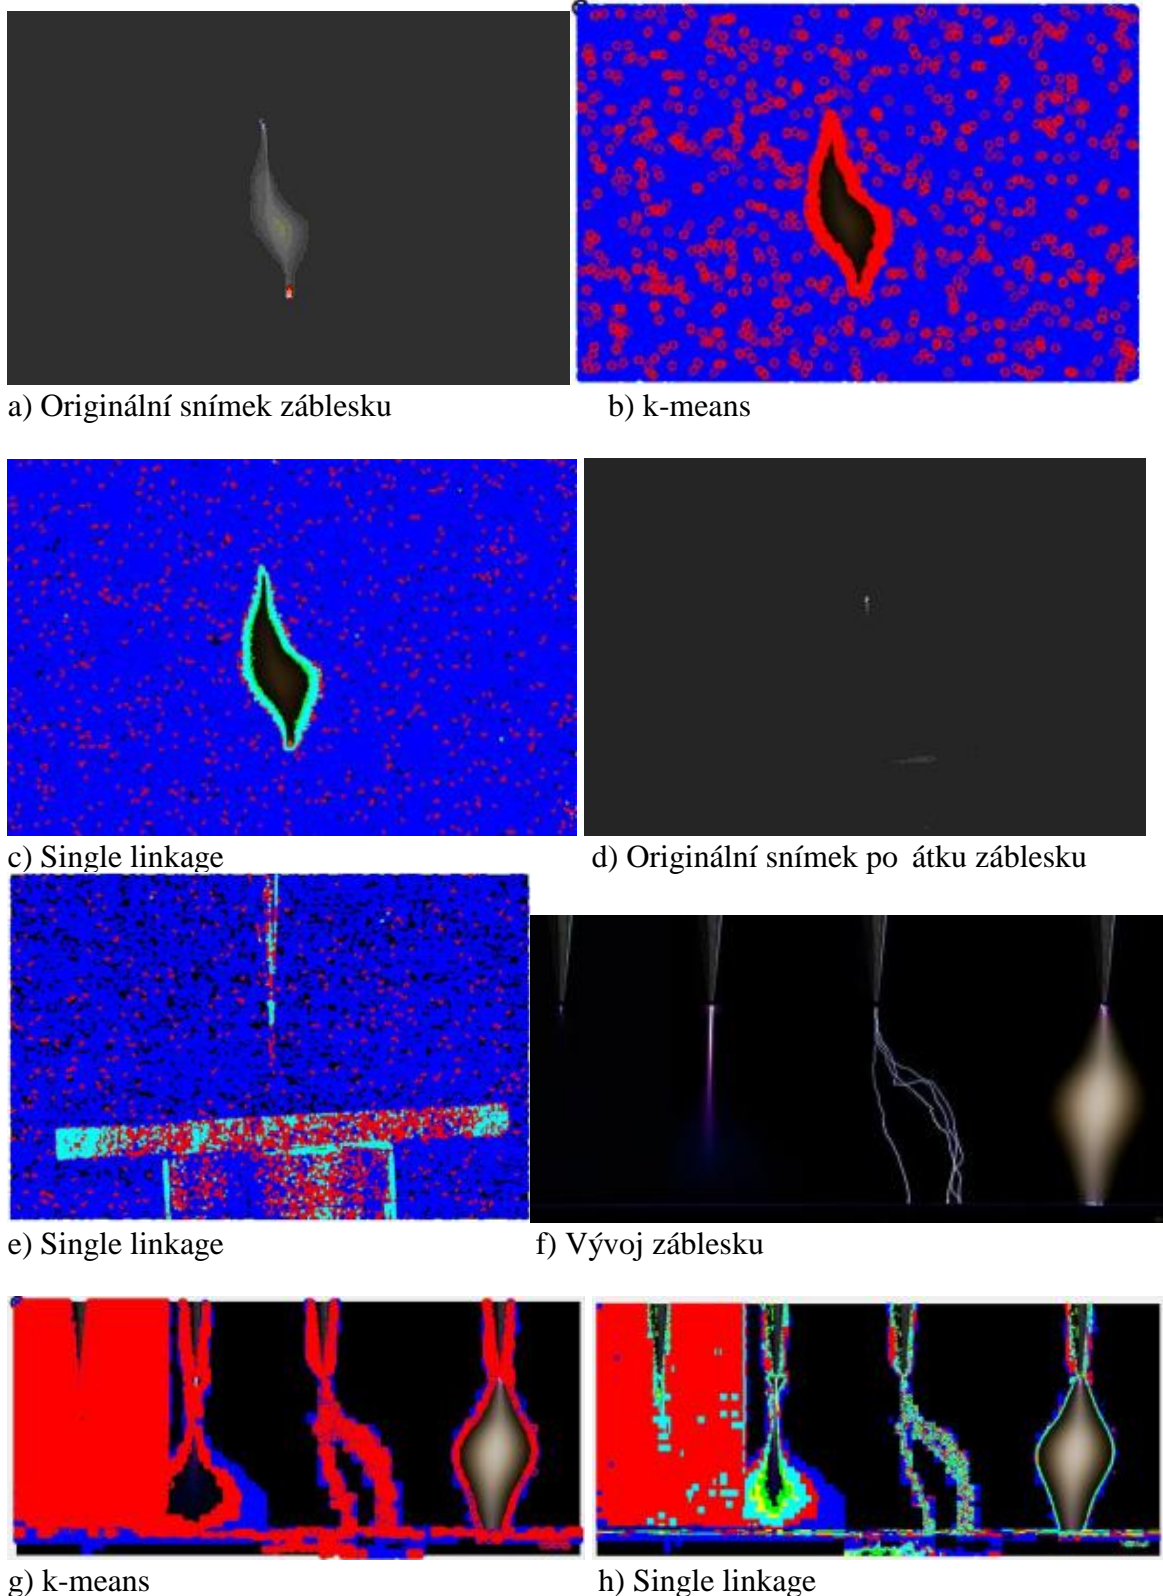 a) Originální snímek záblesku
b) k-means
c) Single linkage
d) Originální snímek po átku záblesku
e) Single linkage
f) Vývoj záblesku
g) k-means
h) Single linkage